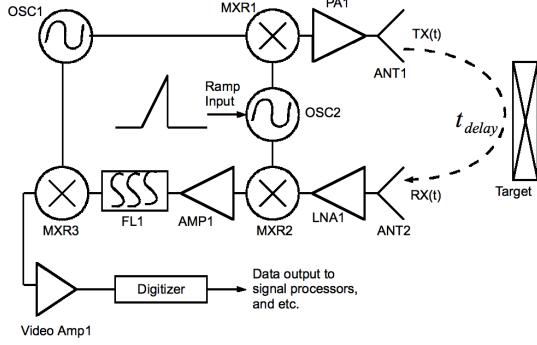 OSC1
MXR1
PA1
TX(t)
ANT1
Ramp
Input
OSC2
t_delay
Target
RX(t)
ANT2
LNA1
MXR2
AMP1
FL1
MXR3
Video Amp1
Digitizer
Data output to
signal processors,
and etc.